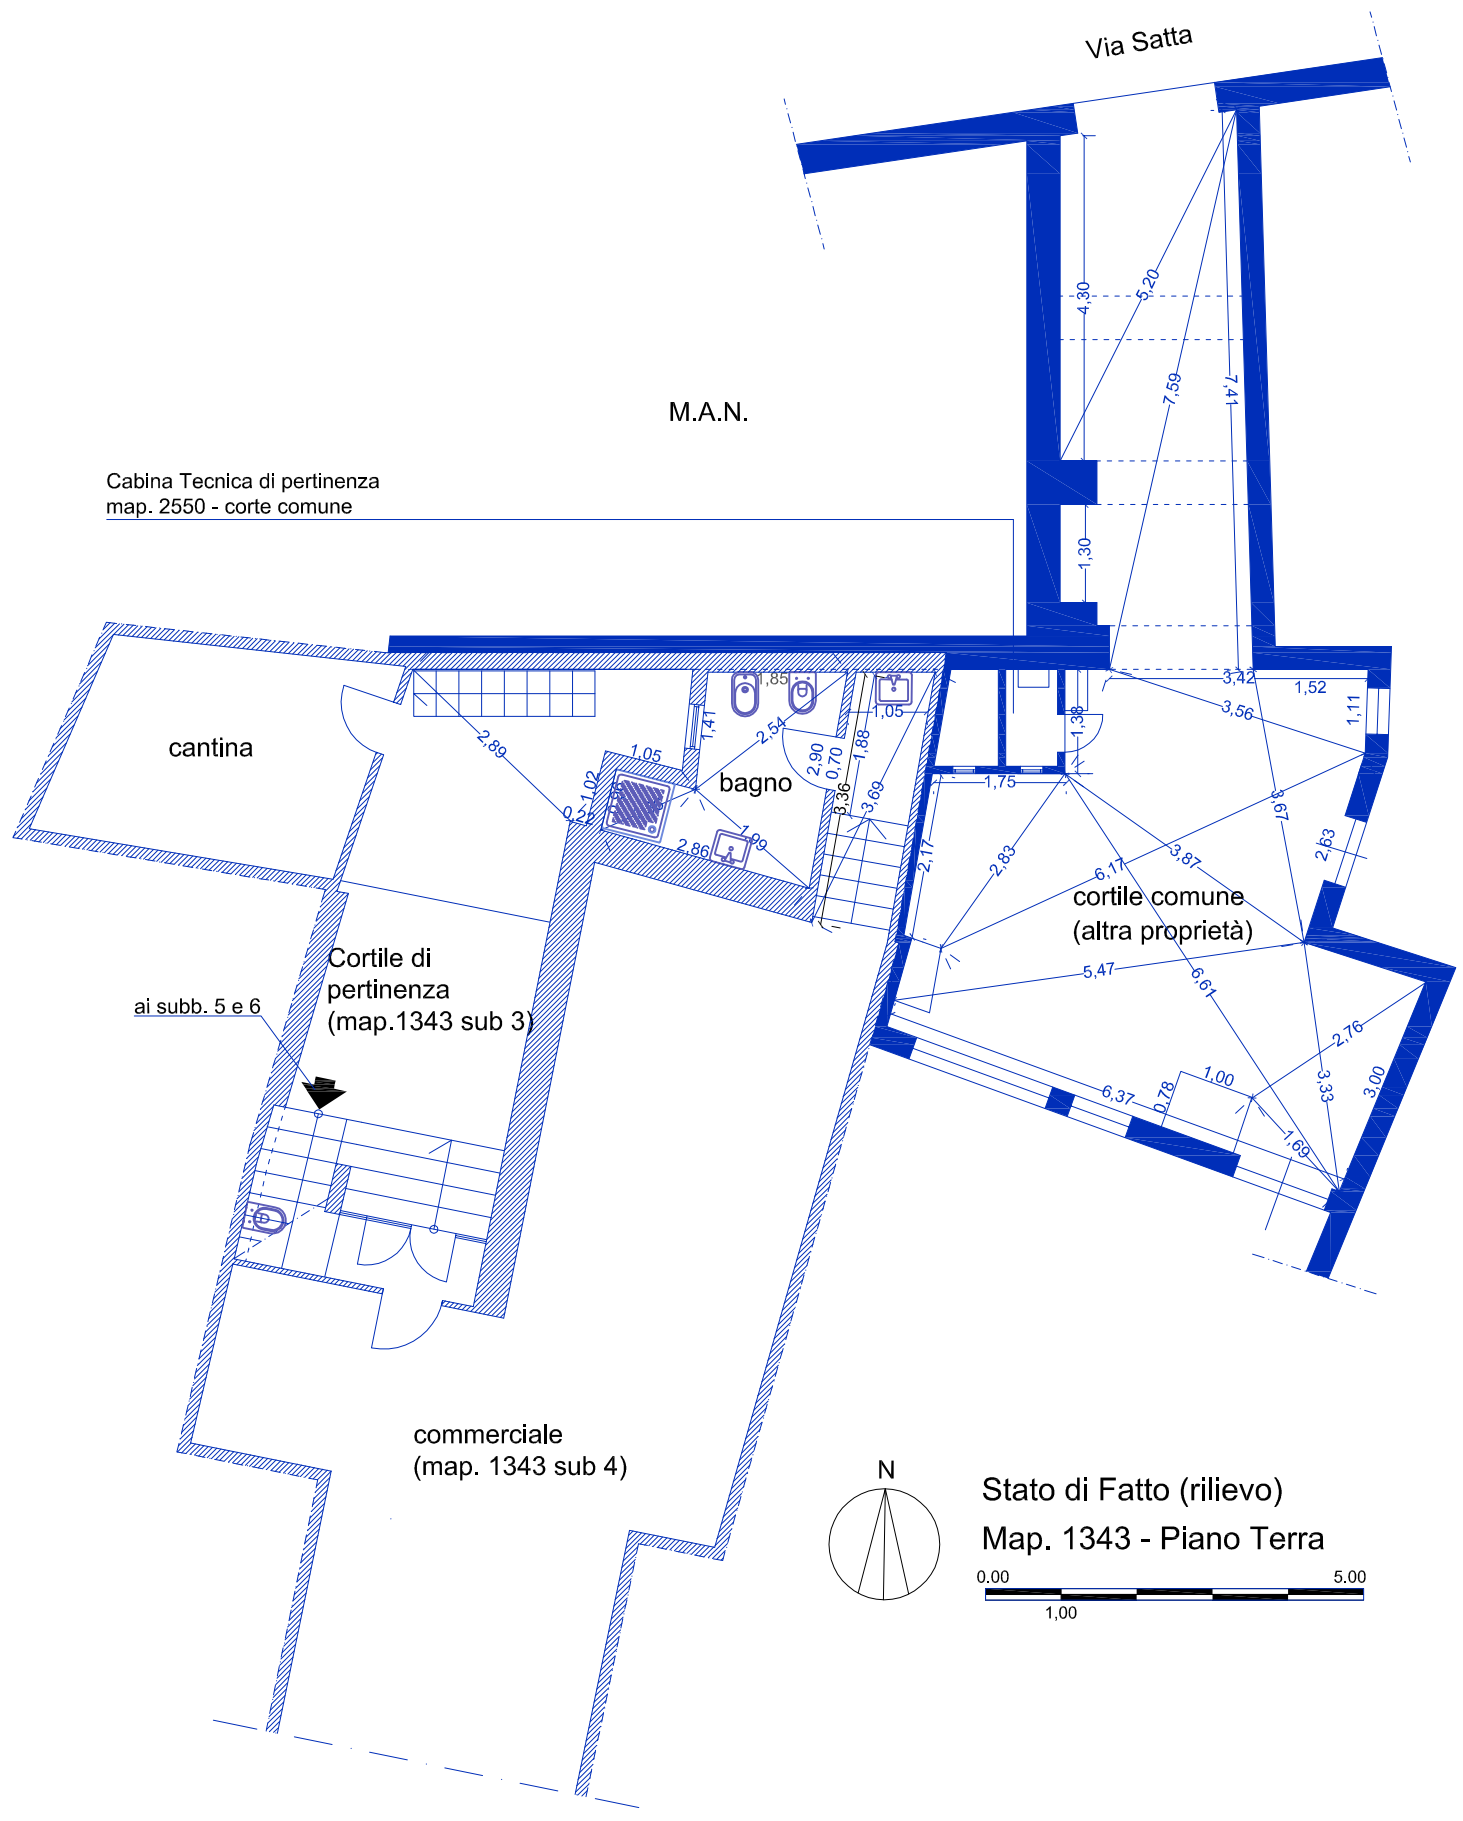 Via Satta
5,20
4,30
7,59
7,41
M.A.N.
Cabina Tecnica di pertinenza
map. 2550 - corte comune
1,30
3,42
1,52
1,11
3,56
1,38
1,75
1,85
1,05
1,41
2,54
2,89
cantina
1,05
bagno
2,90
0,70
1,88
3,36
3,69
1,02
0,22
2,86
1,99
2,17
2,83
6,17
3,87
3,67
2,63
cortile comune
(altra proprietà)
5,47
6,61
2,76
Cortile di
pertinenza
(map.1343 sub 3)
ai subb. 5 e 6
1,00
0,78
6,37
3,33
3,00
1,69
commerciale
(map. 1343 sub 4)
N
Stato di Fatto (rilievo)
Map. 1343 - Piano Terra
0.00
5.00
1,00